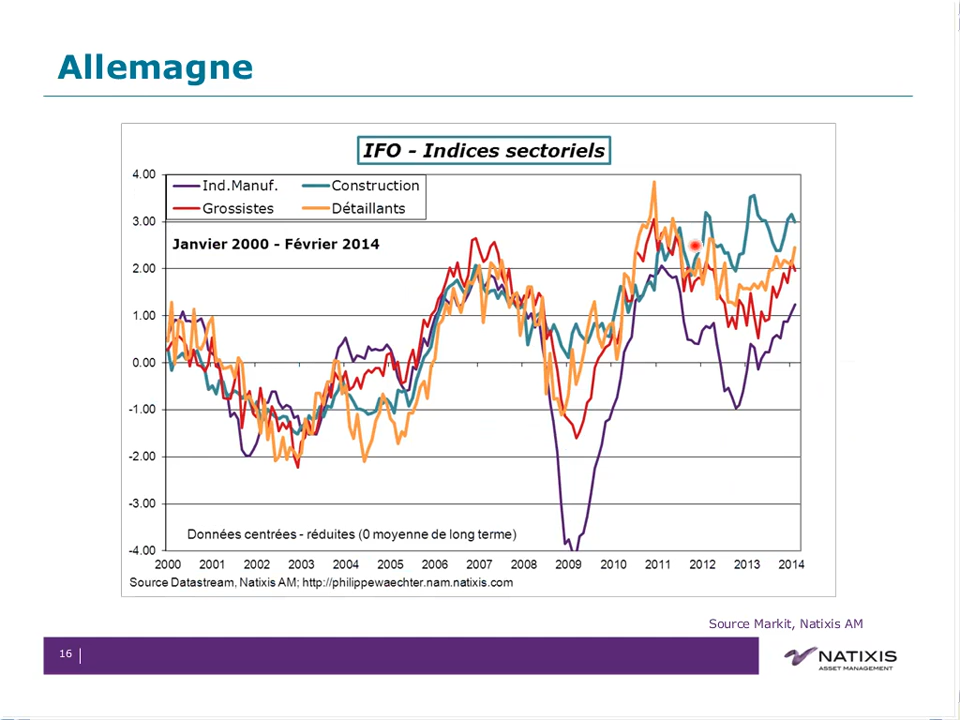 Allemagne
IFO - Indices sectoriels
4.00
Ind.Manuf. Construction
Grossistes Détaillants
3.00
Janvier 2000 - Février 2014
2.00
1.00
0.00
-1.00
-2.00
-3.00
Données centrées - réduites (0 moyenne de long terme)
-4.00
2000 2001 2002 2003 2004 2005 2006 2007 2008 2009 2010 2011 2012 2013 2014
Source Datastream, Natixis AM; http://philippewaechter.nam.natixis.com
Source Markit, Natixis AM
16
NATIXIS
ASSET MANAGEMENT